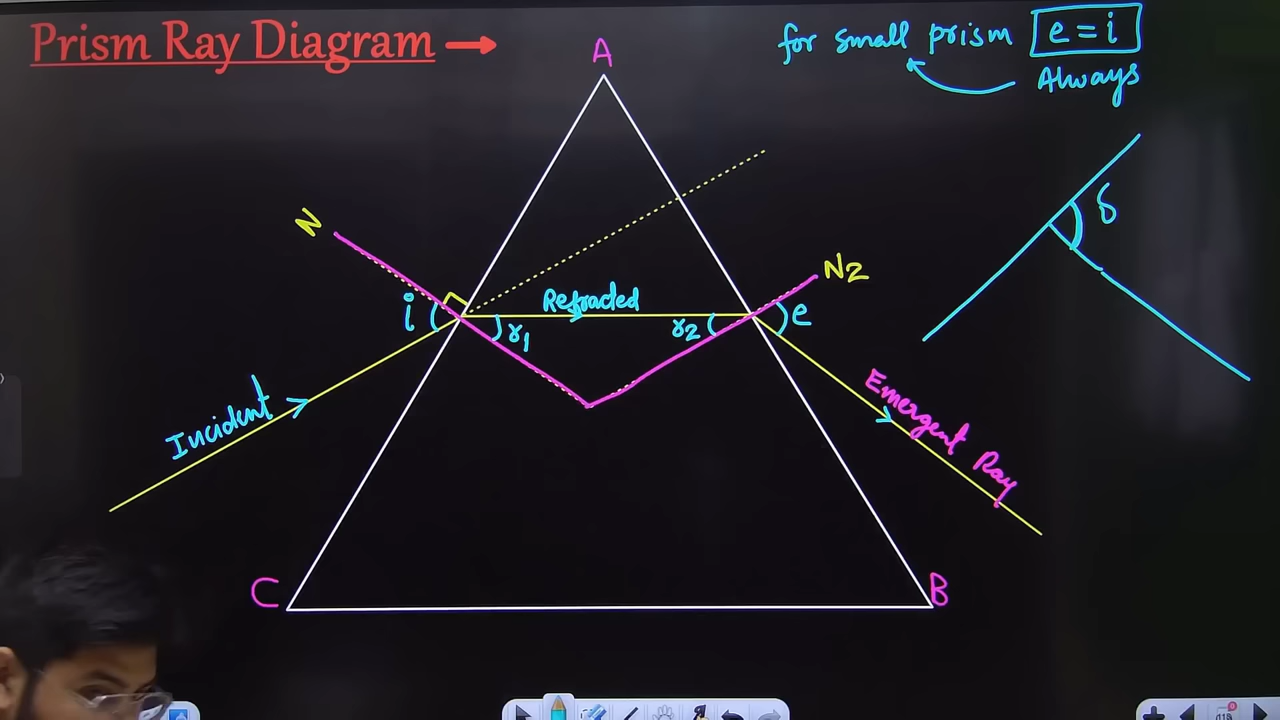 Prism Ray Diagram →
for small prism e = i
Always
A
N
N2
δ
i
Refracted
r1
r2
e
Incident
Emergent Ray
C
B